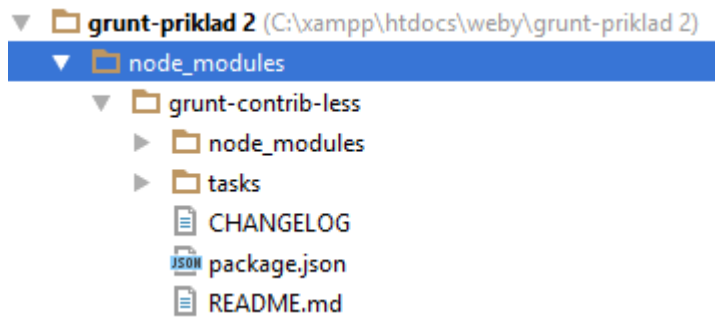 grunt-priklad 2 (C:\xampp\htdocs\weby\grunt-priklad 2)
node_modules
grunt-contrib-less
node_modules
tasks
CHANGELOG
JSON package.json
README.md